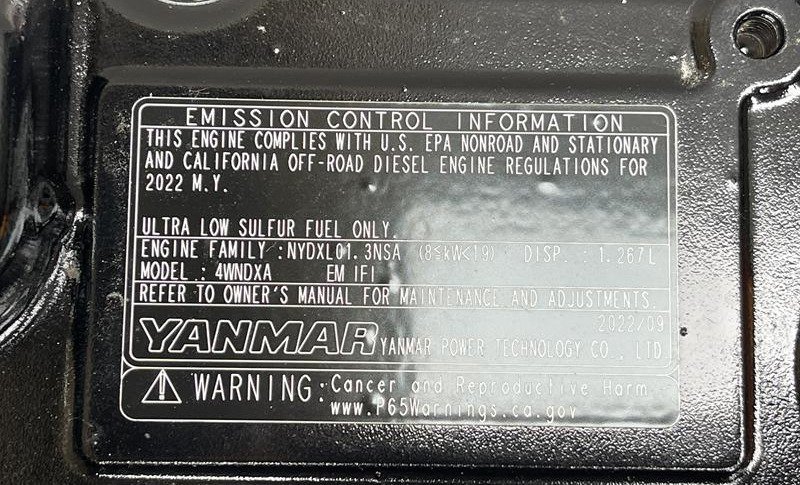 EMISSION CONTROL INFORMATION
THIS ENGINE COMPLIES WITH U.S. EPA NONROAD AND STATIONARY
AND CALIFORNIA OFF-ROAD DIESEL ENGINE REGULATIONS FOR
2022 M.Y.
ULTRA LOW SULFUR FUEL ONLY.
ENGINE FAMILY :NYDXL01.3NSA (8≤kW<19) DISP. : 1.267L
MODEL : 4WNDXA EM IFI
REFER TO OWNER'S MANUAL FOR MAINTENANCE AND ADJUSTMENTS.
2022/09
YANMAR YANMAR POWER TECHNOLOGY CO., LTD.
WARNING: Cancer and Reproductive Harm
www.P65Warnings.ca.gov